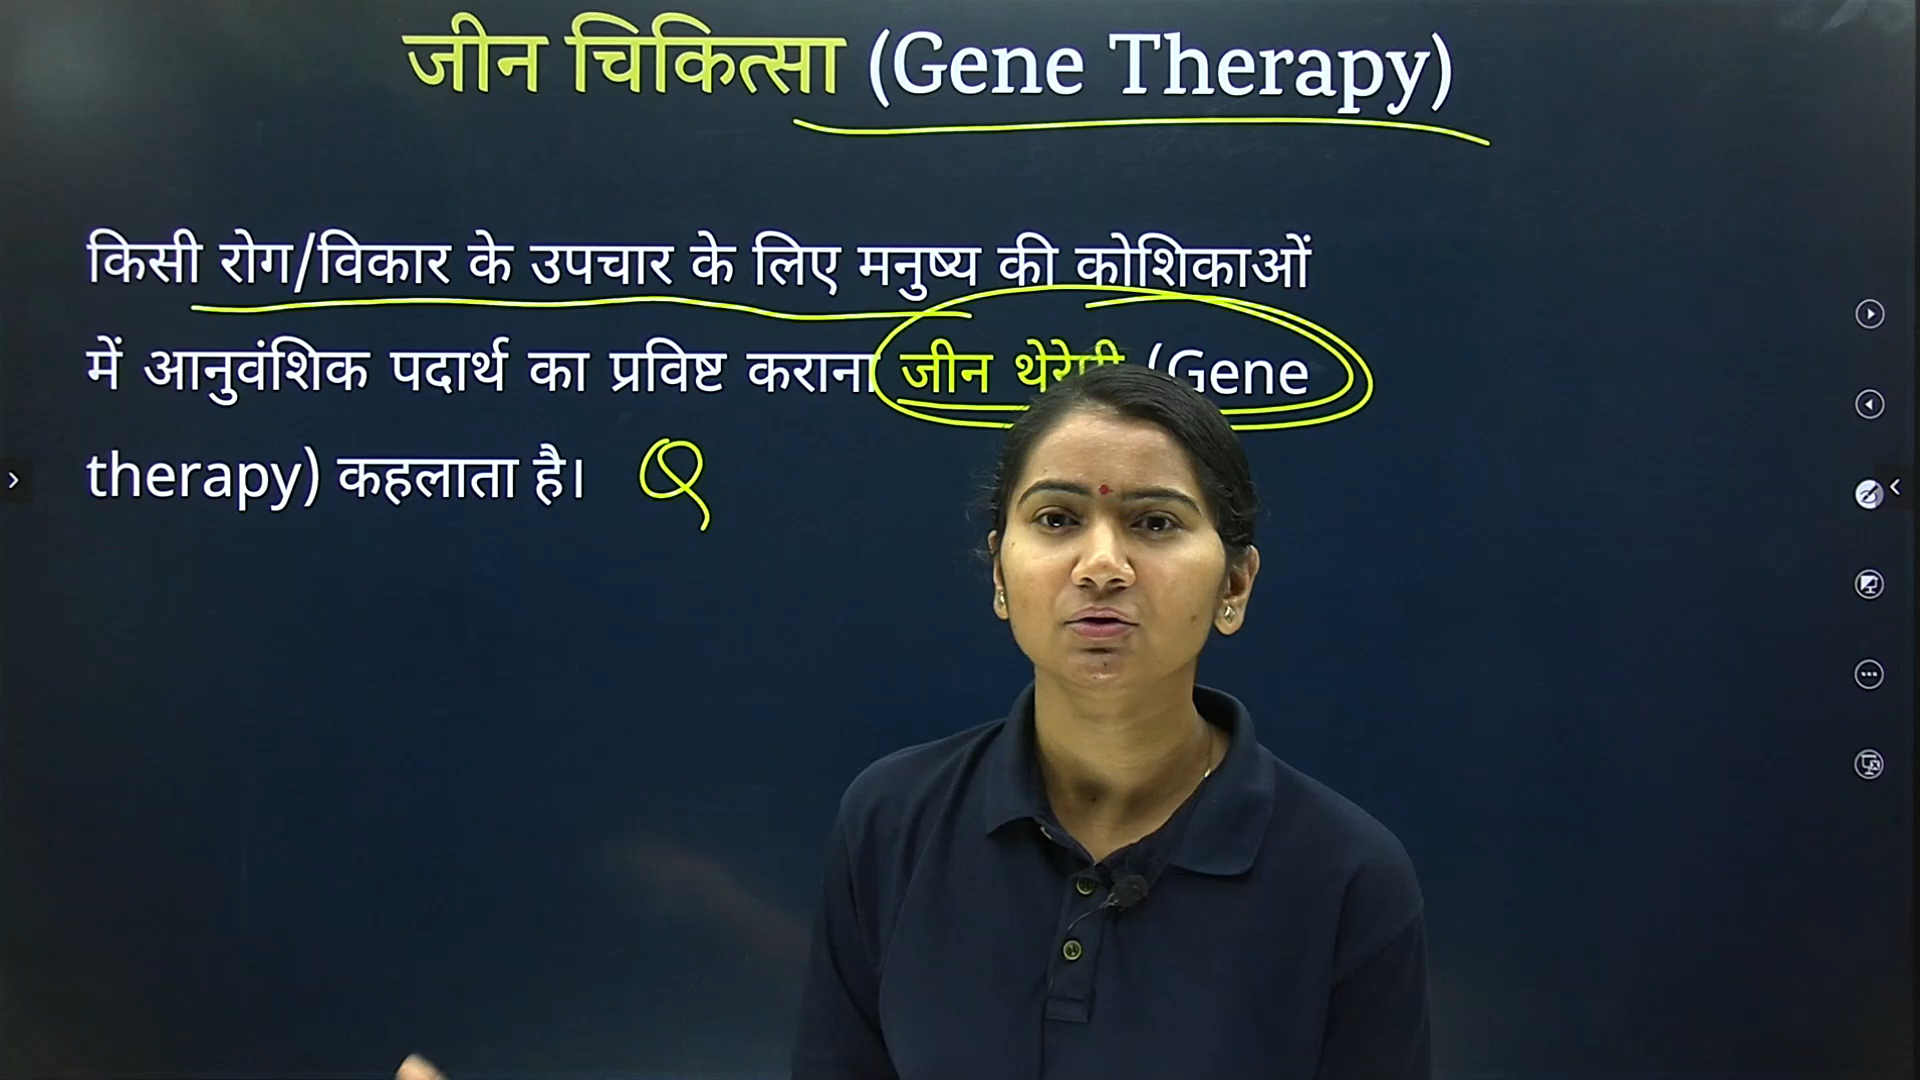 जीन चिकित्सा (Gene Therapy)
किसी रोग/विकार के उपचार के लिए मनुष्य की कोशिकाओं
में आनुवंशिक पदार्थ का प्रविष्ट कराना जीन थेरेपी (Gene
therapy) कहलाता है।